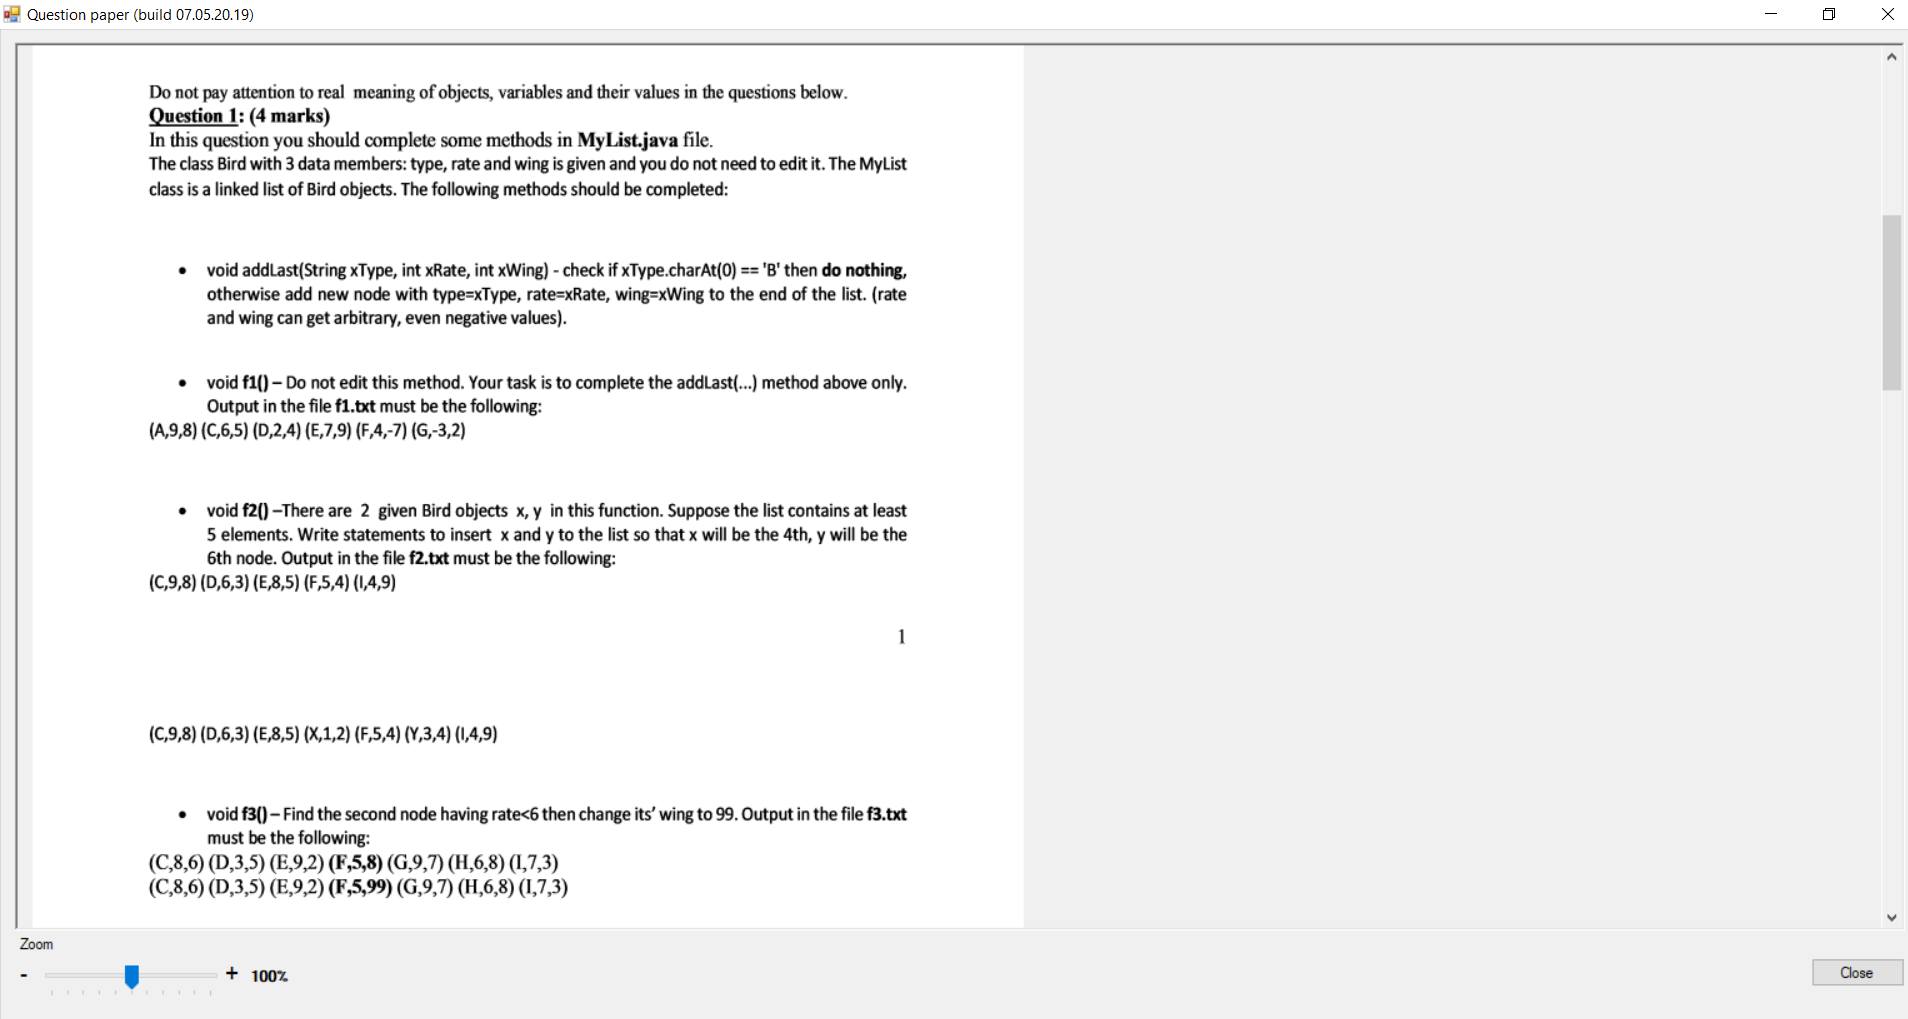 Question paper (build 07.05.20.19)
Do not pay attention to real meaning of objects, variables and their values in the questions below.
Question 1: (4 marks)
In this question you should complete some methods in MyList.java file.
The class Bird with 3 data members: type, rate and wing is given and you do not need to edit it. The MyList
class is a linked list of Bird objects. The following methods should be completed:
• void addLast(String xType, int xRate, int xWing) - check if xType.charAt(0) == 'B' then do nothing,
otherwise add new node with type=xType, rate=xRate, wing=xWing to the end of the list. (rate
and wing can get arbitrary, even negative values).
• void f1() – Do not edit this method. Your task is to complete the addLast(...) method above only.
Output in the file f1.txt must be the following:
(A,9,8) (C,6,5) (D,2,4) (E,7,9) (F,4,-7) (G,-3,2)
• void f2() –There are 2 given Bird objects x, y in this function. Suppose the list contains at least
5 elements. Write statements to insert x and y to the list so that x will be the 4th, y will be the
6th node. Output in the file f2.txt must be the following:
(C,9,8) (D,6,3) (E,8,5) (F,5,4) (I,4,9)
1
(C,9,8) (D,6,3) (E,8,5) (X,1,2) (F,5,4) (Y,3,4) (I,4,9)
• void f3() – Find the second node having rate<6 then change its’ wing to 99. Output in the file f3.txt
must be the following:
(C,8,6) (D,3,5) (E,9,2) (F,5,8) (G,9,7) (H,6,8) (I,7,3)
(C,8,6) (D,3,5) (E,9,2) (F,5,99) (G,9,7) (H,6,8) (I,7,3)
Zoom
- + 100%
Close